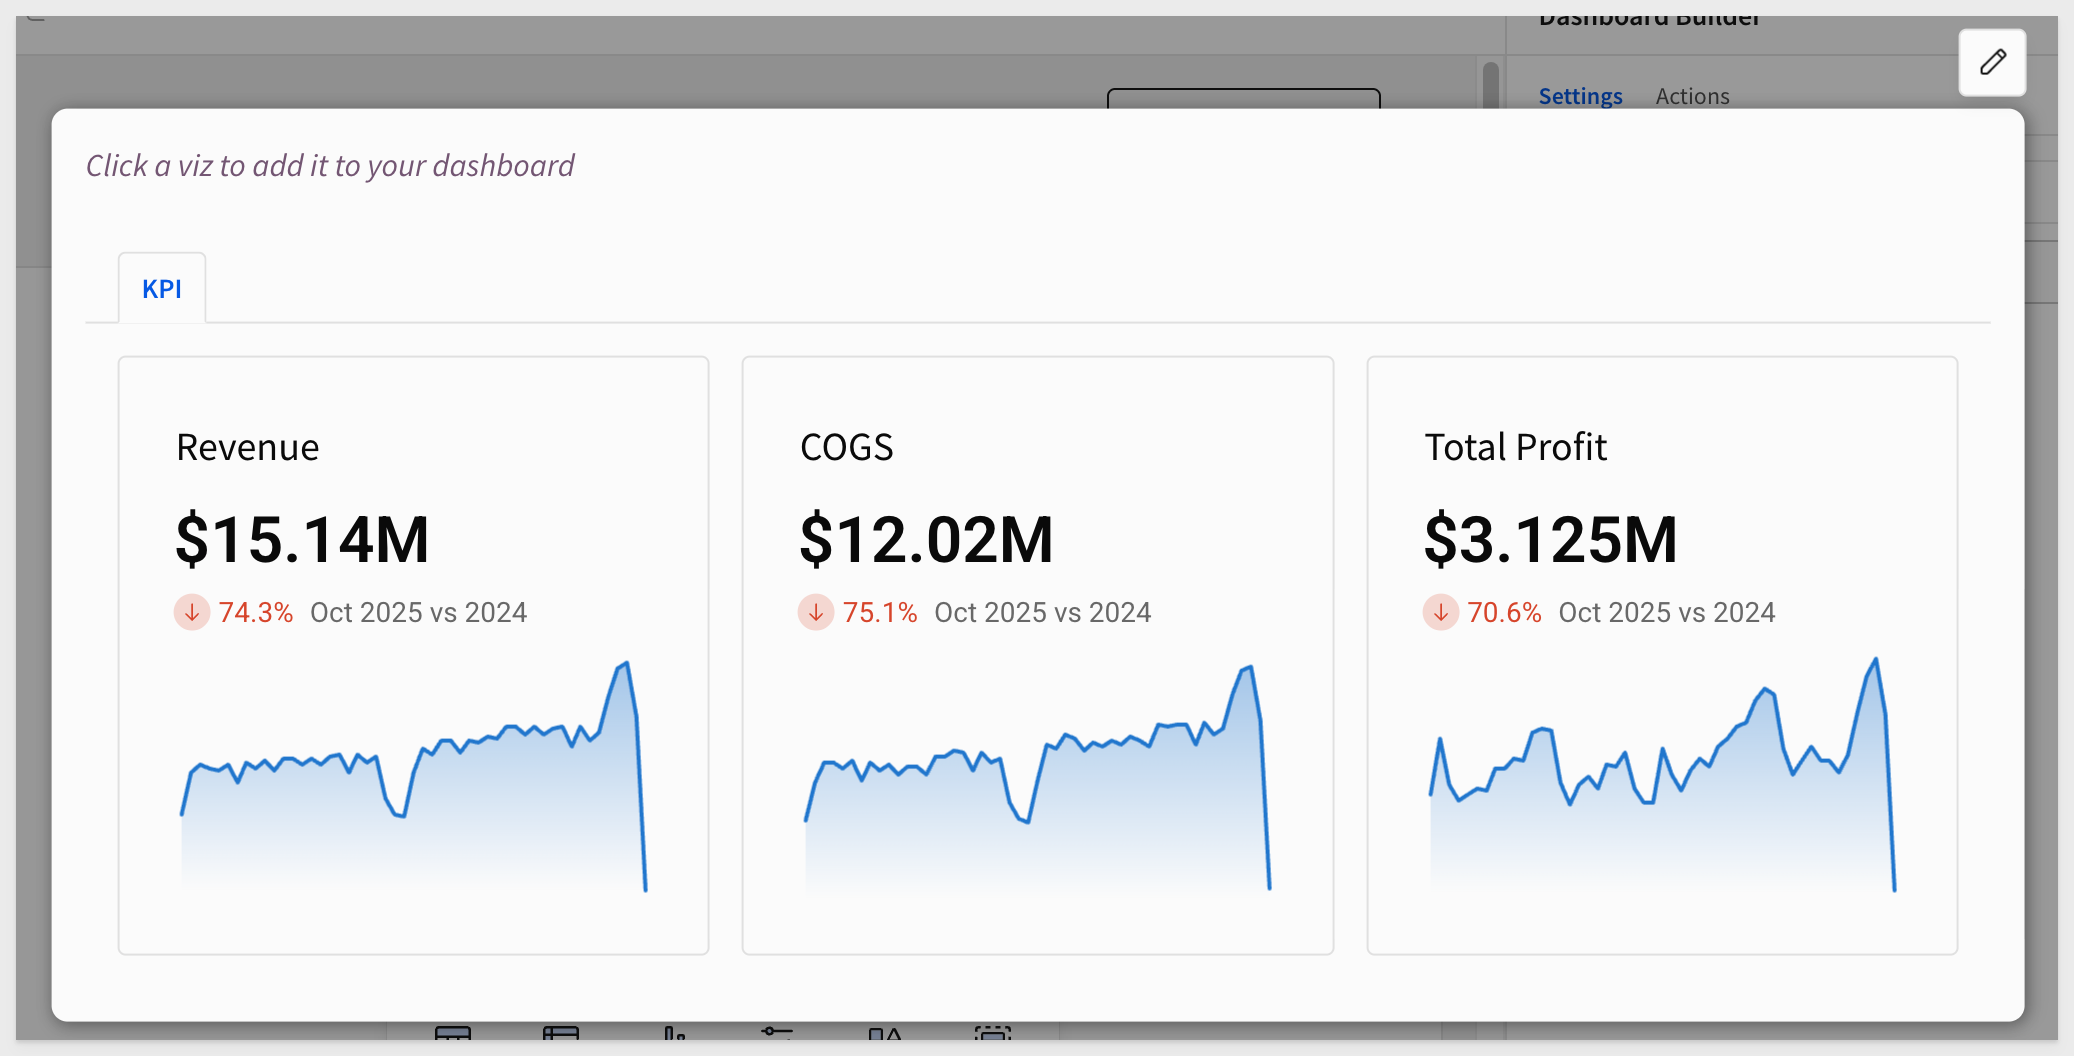 Dashboard Builder
Settings Actions
Click a viz to add it to your dashboard
KPI
Revenue
$15.14M
74.3% Oct 2025 vs 2024
COGS
$12.02M
75.1% Oct 2025 vs 2024
Total Profit
$3.125M
70.6% Oct 2025 vs 2024